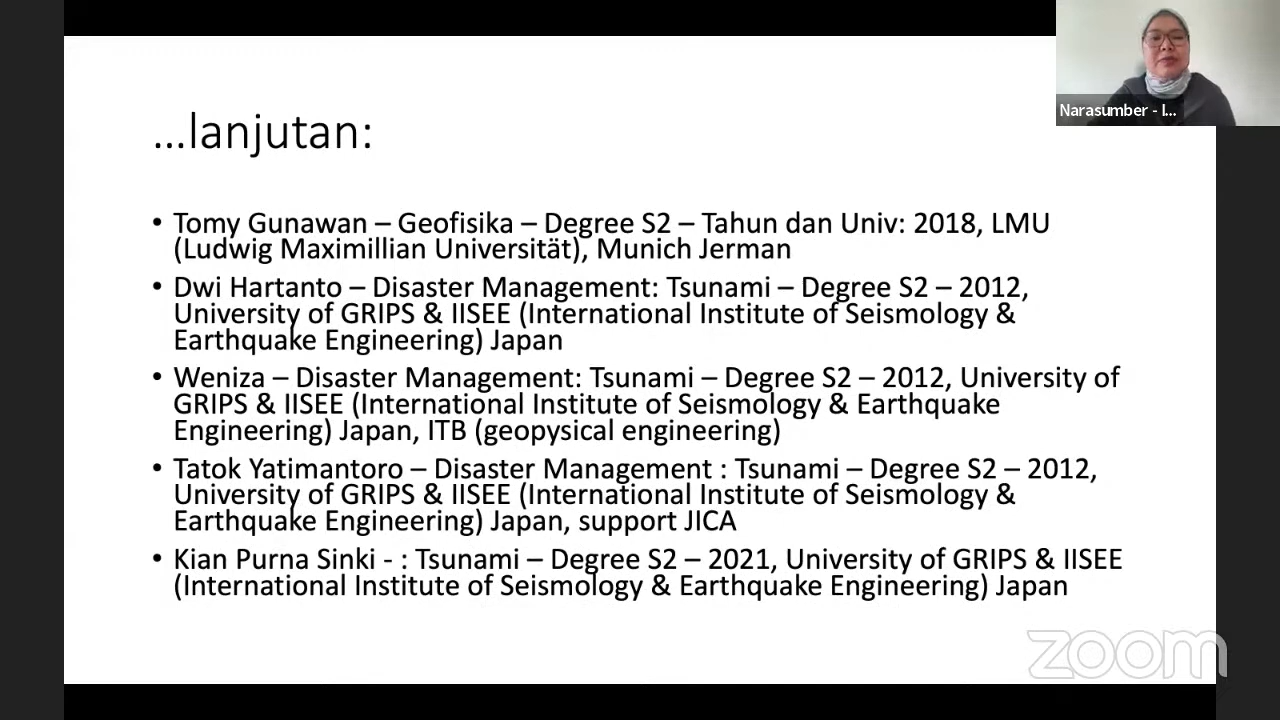 ...lanjutan:
• Tomy Gunawan – Geofisika – Degree S2 – Tahun dan Univ: 2018, LMU
(Ludwig Maximillian Universität), Munich Jerman
• Dwi Hartanto – Disaster Management: Tsunami – Degree S2 – 2012,
University of GRIPS & IISEE (International Institute of Seismology &
Earthquake Engineering) Japan
• Weniza – Disaster Management: Tsunami – Degree S2 – 2012, University of
GRIPS & IISEE (International Institute of Seismology & Earthquake
Engineering) Japan, ITB (geopysical engineering)
• Tatok Yatimantoro – Disaster Management : Tsunami – Degree S2 – 2012,
University of GRIPS & IISEE (International Institute of Seismology &
Earthquake Engineering) Japan, support JICA
• Kian Purna Sinki - : Tsunami – Degree S2 – 2021, University of GRIPS & IISEE
(International Institute of Seismology & Earthquake Engineering) Japan
Narasumber - I...
zoom